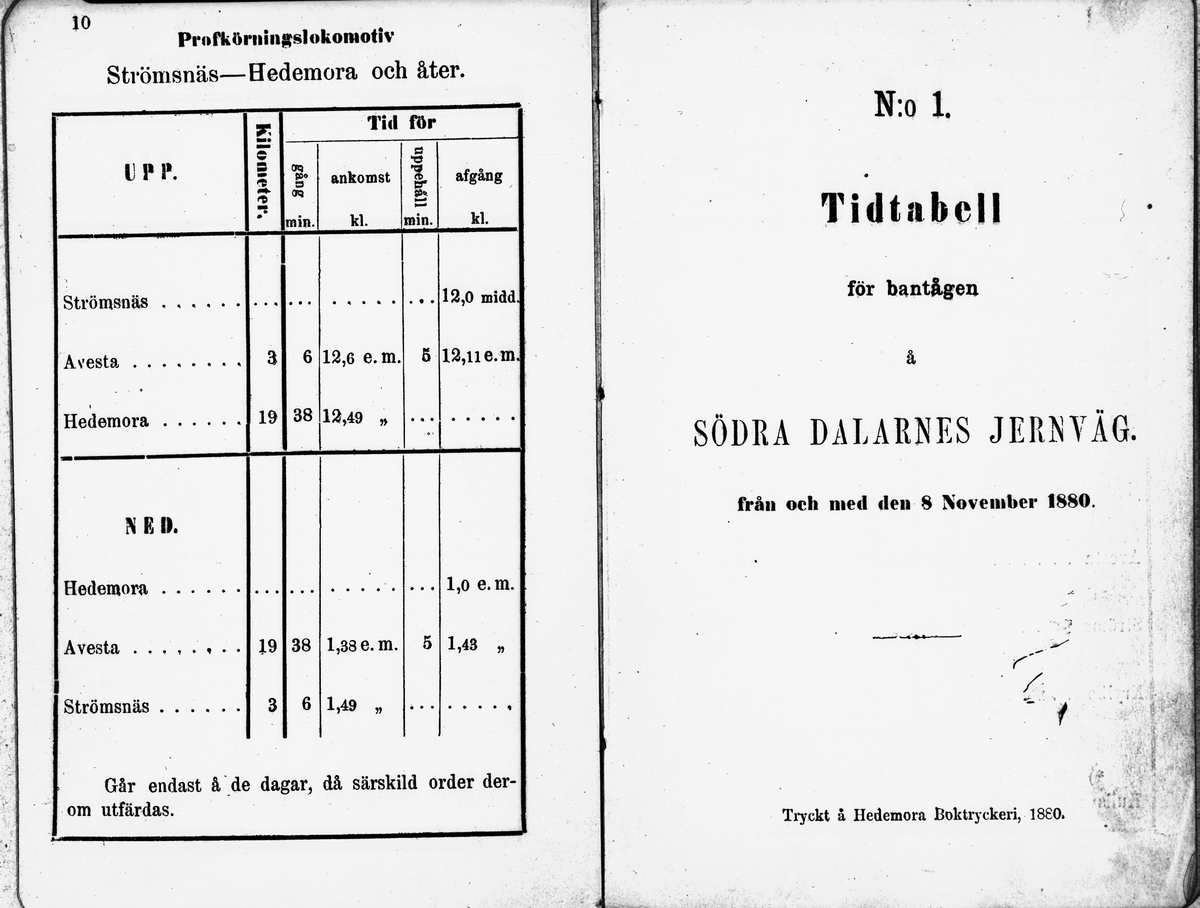 10
Profkörningslokomotiv
Strömsnäs—Hedemora och åter.
UPP. Kilometer. Tid för
gång ankomst uppehåll afgång
min. kl. min. kl.
Strömsnäs . . . . . . . . . . . . . . . . . . . . 12,0 midd.
Avesta . . . . . . . . 3 6 12,6 e. m. 5 12,11 e. m.
Hedemora . . . . . . 19 38 12,49 „ . . . . . . . .
NED.
Hedemora . . . . . . . . . . . . . . . . . . . . 1,0 e. m.
Avesta . . . . . . . . 19 38 1,38 e. m. 5 1,43 „
Strömsnäs . . . . . . 3 6 1,49 „ . . . . . . . .
Går endast å de dagar, då särskild order der-
om utfärdas.
N:o 1.
Tidtabell
för bantågen
å
SÖDRA DALARNES JERNVÄG.
från och med den 8 November 1880.
Tryckt å Hedemora Boktryckeri, 1880.